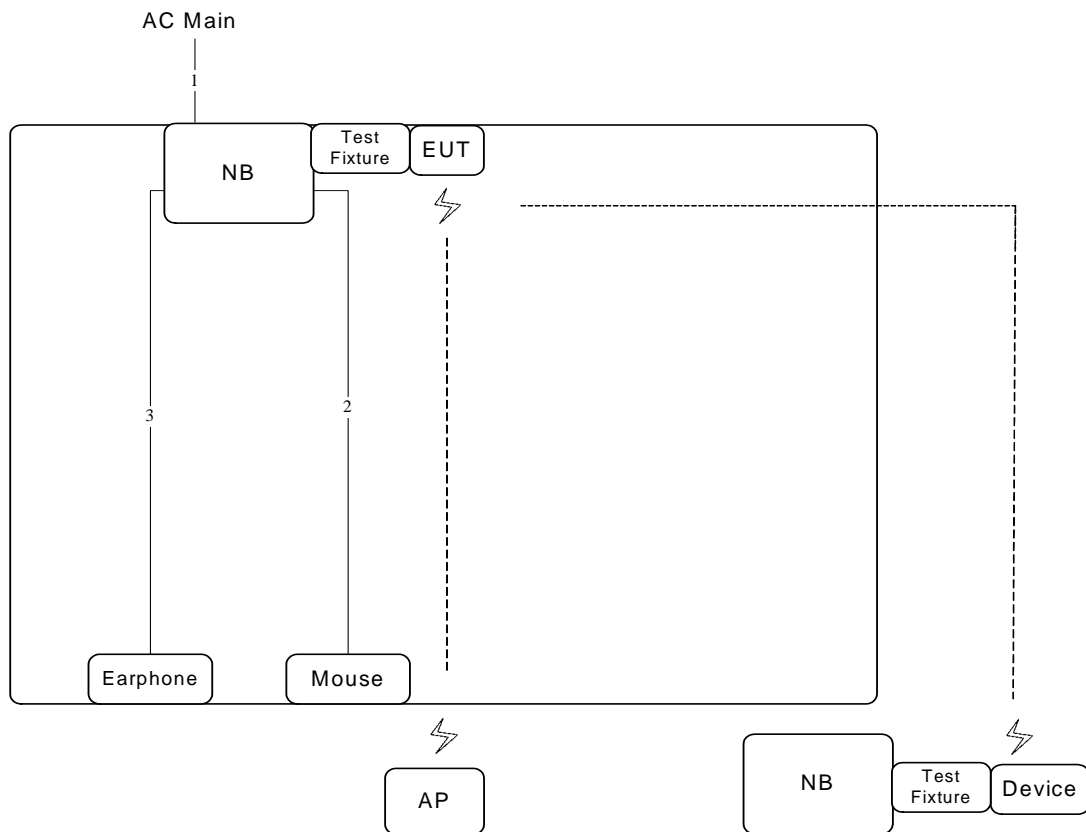 AC Main
1
NB
Test
Fixture
EUT
3
2
Earphone
Mouse
AP
NB
Test
Fixture
Device